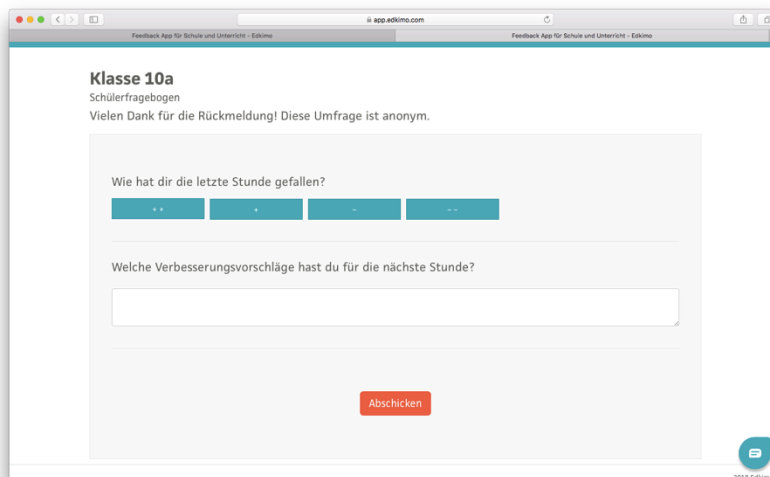 app.edkimo.com
Feedback App für Schule und Unterricht - Edkimo
Feedback App für Schule und Unterricht - Edkimo
Klasse 10a
Schülerfragebogen
Vielen Dank für die Rückmeldung! Diese Umfrage ist anonym.
Wie hat dir die letzte Stunde gefallen?
+ + + - - -
Welche Verbesserungsvorschläge hast du für die nächste Stunde?
Abschicken